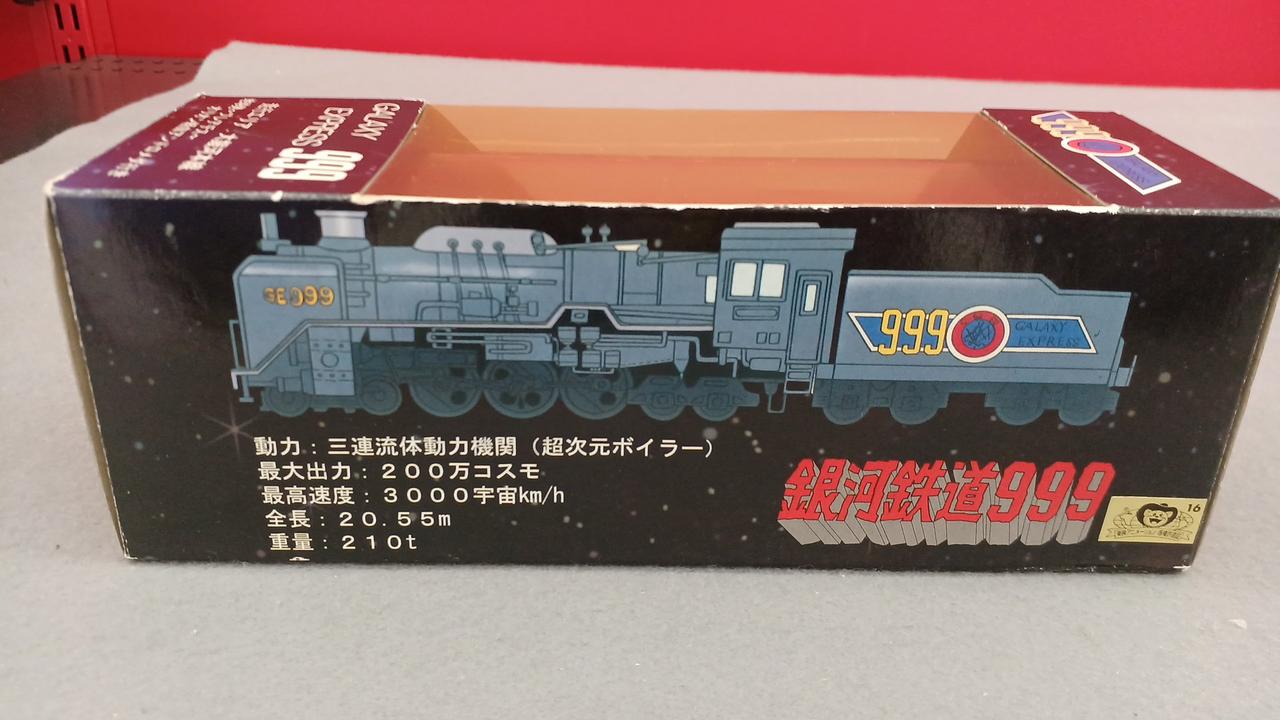 GALAXY
EXPRESS
999
999
GE999
999 GALAXY
EXPRESS
動力：三連流体動力機関（超次元ボイラー）
最大出力：２００万コスモ
最高速度：３０００宇宙km/h
全長：２０.５５m
重量：２１０t
銀河鉄道999
16